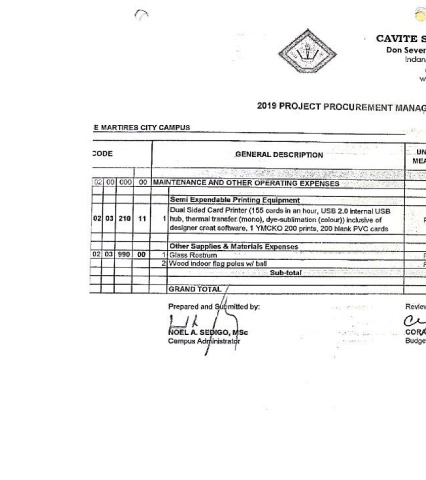 CAVITE S
Don Sever
Indan
w
2019 PROJECT PROCUREMENT MANAG
E MARTIRES CITY CAMPUS
CODE GENERAL DESCRIPTION UN
MEA
02 00 000 00 MAINTENANCE AND OTHER OPERATING EXPENSES
Semi Expendable Printing Equipment
02 03 210 11 1 Dual Sided Card Printer (155 cards in an hour, USB 2.0 internal USB
hub, thermal transfer (mono), dye-sublimation (colour)) inclusive of
designer creat software, 1 YMCKO 200 prints, 200 blank PVC cards
Other Supplies & Materials Expenses
02 03 990 00 1 Glass Rostrum
2 Wood indoor flag poles w/ ball
Sub-total
GRAND TOTAL
Prepared and Submitted by: Review
NOEL A. SEDIGO, MSc CORA
Campus Administrator Budge